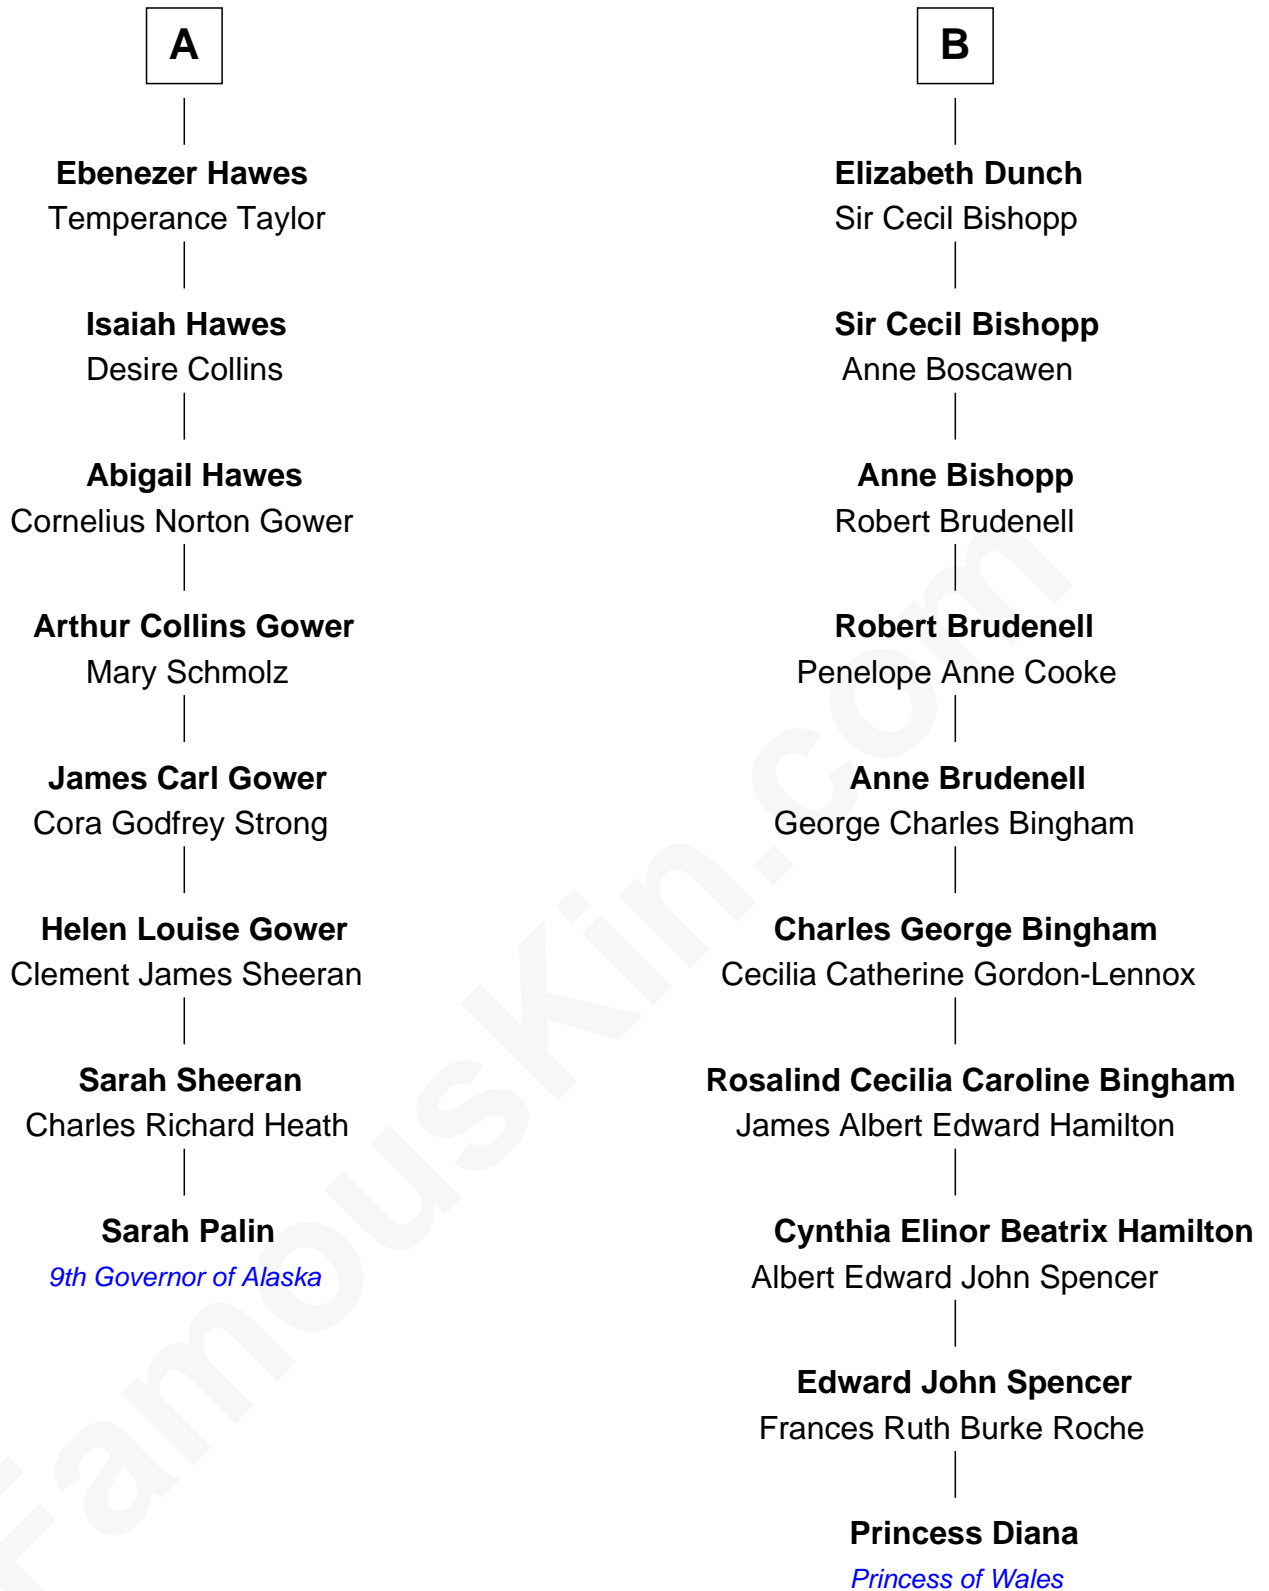 A
Ebenezer Hawes
Temperance Taylor
Isaiah Hawes
Desire Collins
Abigail Hawes
Cornelius Norton Gower
Arthur Collins Gower
Mary Schmolz
James Carl Gower
Cora Godfrey Strong
Helen Louise Gower
Clement James Sheeran
Sarah Sheeran
Charles Richard Heath
Sarah Palin
9th Governor of Alaska
B
Elizabeth Dunch
Sir Cecil Bishopp
Sir Cecil Bishopp
Anne Boscawen
Anne Bishopp
Robert Brudenell
Robert Brudenell
Penelope Anne Cooke
Anne Brudenell
George Charles Bingham
Charles George Bingham
Cecilia Catherine Gordon-Lennox
Rosalind Cecilia Caroline Bingham
James Albert Edward Hamilton
Cynthia Elinor Beatrix Hamilton
Albert Edward John Spencer
Edward John Spencer
Frances Ruth Burke Roche
Princess Diana
Princess of Wales
FamousKin.com